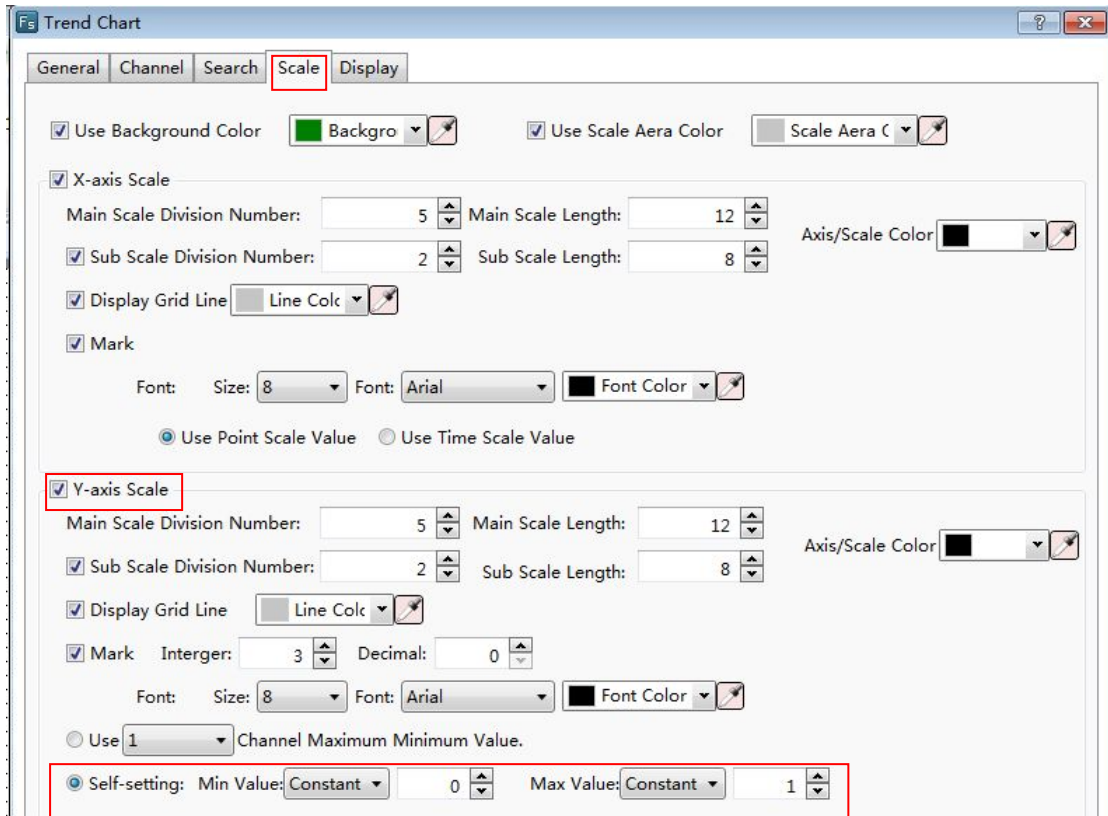 Fs Trend Chart ?
General Channel Search Scale Display
Use Background Color Backgro Use Scale Aera Color Scale Aera C
X-axis Scale
Main Scale Division Number: 5 Main Scale Length: 12
Axis/Scale Color
Sub Scale Division Number: 2 Sub Scale Length: 8
Display Grid Line Line Colc
Mark
Font: Size: 8 Font: Arial Font Color
Use Point Scale Value Use Time Scale Value
Y-axis Scale
Main Scale Division Number: 5 Main Scale Length: 12
Axis/Scale Color
Sub Scale Division Number: 2 Sub Scale Length: 8
Display Grid Line Line Colc
Mark Interger: 3 Decimal: 0
Font: Size: 8 Font: Arial Font Color
Use 1 Channel Maximum Minimum Value.
Self-setting: Min Value: Constant 0 Max Value: Constant 1